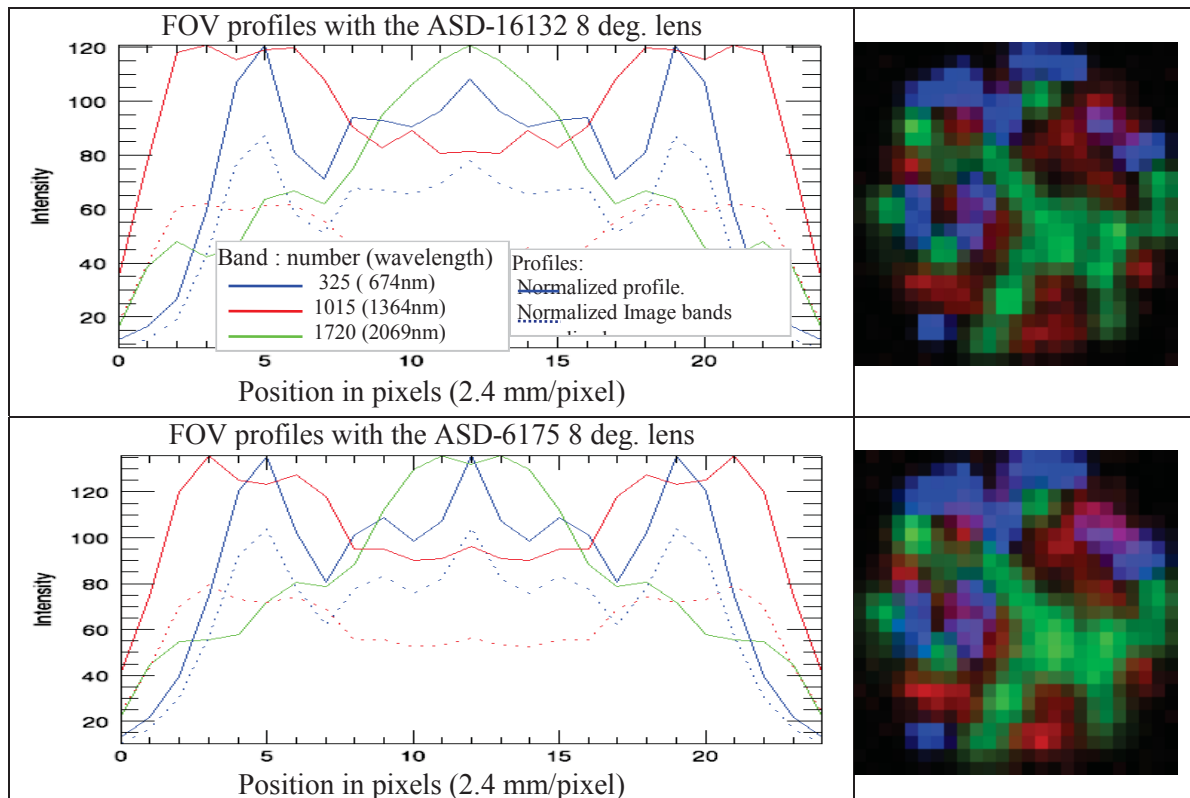 FOV profiles with the ASD-16132 8 deg. lens
120
100
80
60
40
20
Intensity
Band : number (wavelength)
325 ( 674nm)
1015 (1364nm)
1720 (2069nm)
Profiles:
Normalized profile.
Normalized Image bands
0 5 10 15 20
Position in pixels (2.4 mm/pixel)
FOV profiles with the ASD-6175 8 deg. lens
120
100
80
60
40
20
Intensity
0 5 10 15 20
Position in pixels (2.4 mm/pixel)